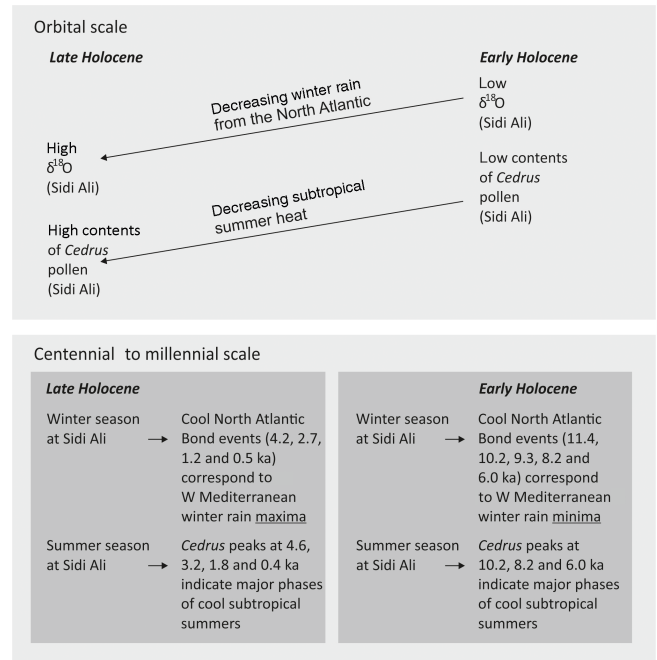 Orbital scale
Late Holocene
Early Holocene
Low
δ¹⁸O
(Sidi Ali)
Decreasing winter rain
from the North Atlantic
High
δ¹⁸O
(Sidi Ali)
Low contents
of Cedrus
pollen
(Sidi Ali)
Decreasing subtropical
summer heat
High contents
of Cedrus
pollen
(Sidi Ali)
Centennial to millennial scale
Late Holocene
Winter season
at Sidi Ali
Cool North Atlantic
Bond events (4.2, 2.7,
1.2 and 0.5 ka)
correspond to
W Mediterranean
winter rain maxima
Summer season
at Sidi Ali
Cedrus peaks at 4.6,
3.2, 1.8 and 0.4 ka
indicate major phases
of cool subtropical
summers
Early Holocene
Winter season
at Sidi Ali
Cool North Atlantic
Bond events (11.4,
10.2, 9.3, 8.2 and
6.0 ka) correspond
to W Mediterranean
winter rain minima
Summer season
at Sidi Ali
Cedrus peaks at
10.2, 8.2 and 6.0 ka
indicate major phases
of cool subtropical
summers